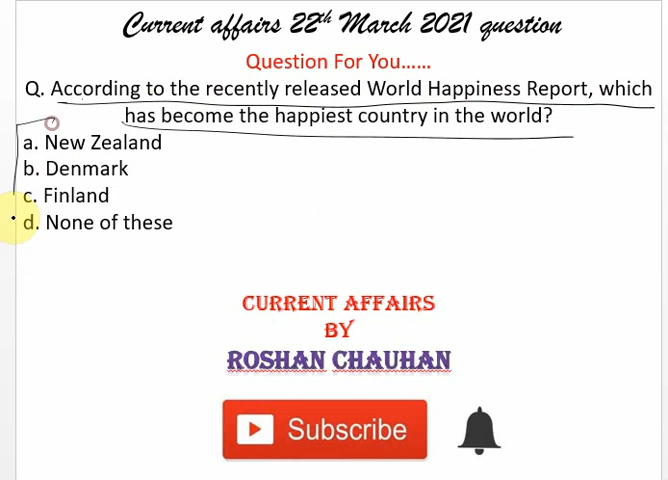 Current affairs 22th March 2021 question
Question For You......
Q. According to the recently released World Happiness Report, which
has become the happiest country in the world?
a. New Zealand
b. Denmark
c. Finland
d. None of these
CURRENT AFFAIRS
BY
ROSHAN CHAUHAN
Subscribe